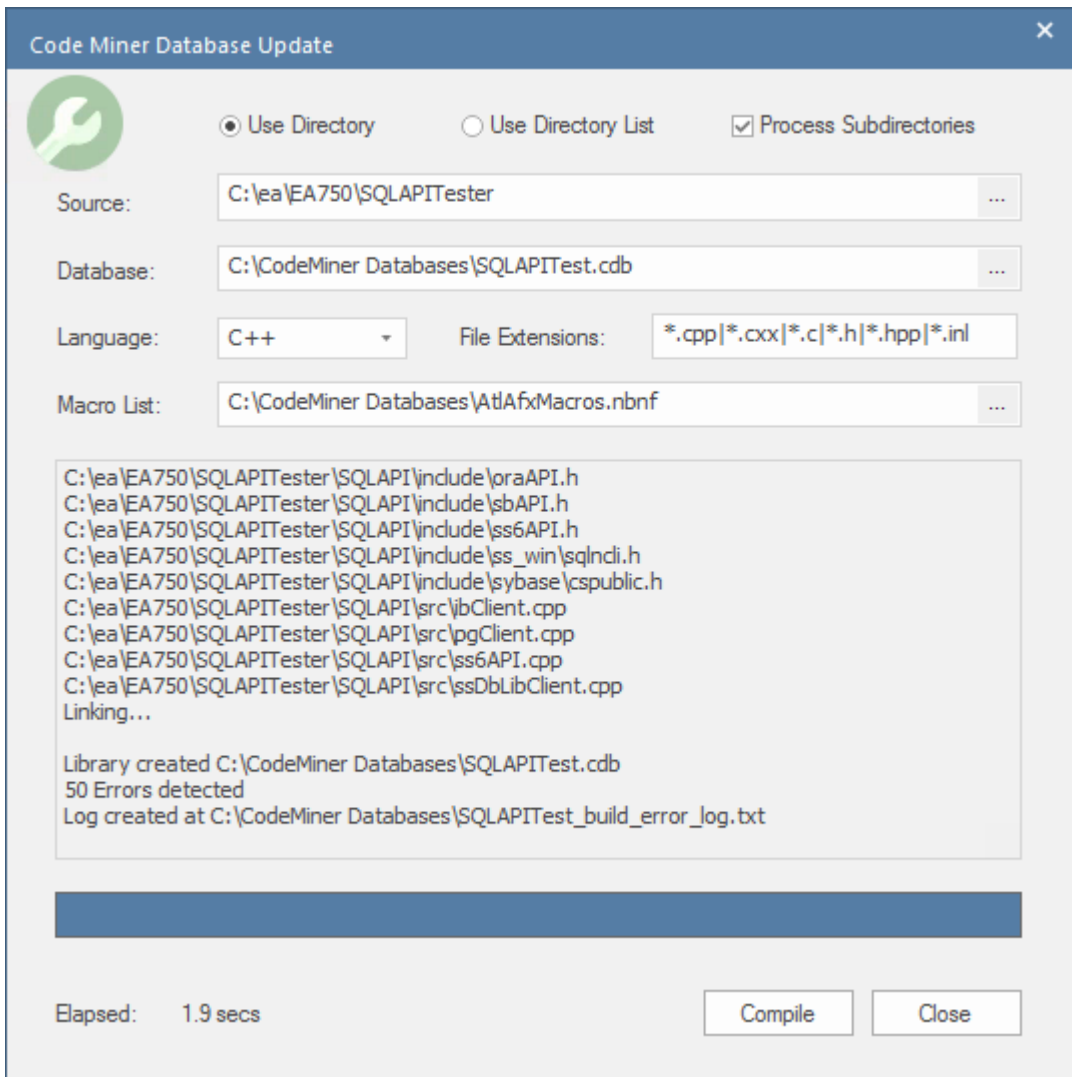 Code Miner Database Update
Use Directory Use Directory List Process Subdirectories
Source: C:\ea\EA750\SQLAPITester ...
Database: C:\CodeMiner Databases\SQLAPITest.cdb ...
Language: C++ File Extensions: *.cpp|*.cxx|*.c|*.h|*.hpp|*.inl
Macro List: C:\CodeMiner Databases\AtlAfxMacros.nbnf ...
C:\ea\EA750\SQLAPITester\SQLAPI\include\oraAPI.h
C:\ea\EA750\SQLAPITester\SQLAPI\include\sbAPI.h
C:\ea\EA750\SQLAPITester\SQLAPI\include\ss6API.h
C:\ea\EA750\SQLAPITester\SQLAPI\include\ss_win\sqlncli.h
C:\ea\EA750\SQLAPITester\SQLAPI\include\sybase\cspublic.h
C:\ea\EA750\SQLAPITester\SQLAPI\src\ibClient.cpp
C:\ea\EA750\SQLAPITester\SQLAPI\src\pgClient.cpp
C:\ea\EA750\SQLAPITester\SQLAPI\src\ss6API.cpp
C:\ea\EA750\SQLAPITester\SQLAPI\src\ssDbLibClient.cpp
Linking...
Library created C:\CodeMiner Databases\SQLAPITest.cdb
50 Errors detected
Log created at C:\CodeMiner Databases\SQLAPITest_build_error_log.txt
Elapsed: 1.9 secs Compile Close